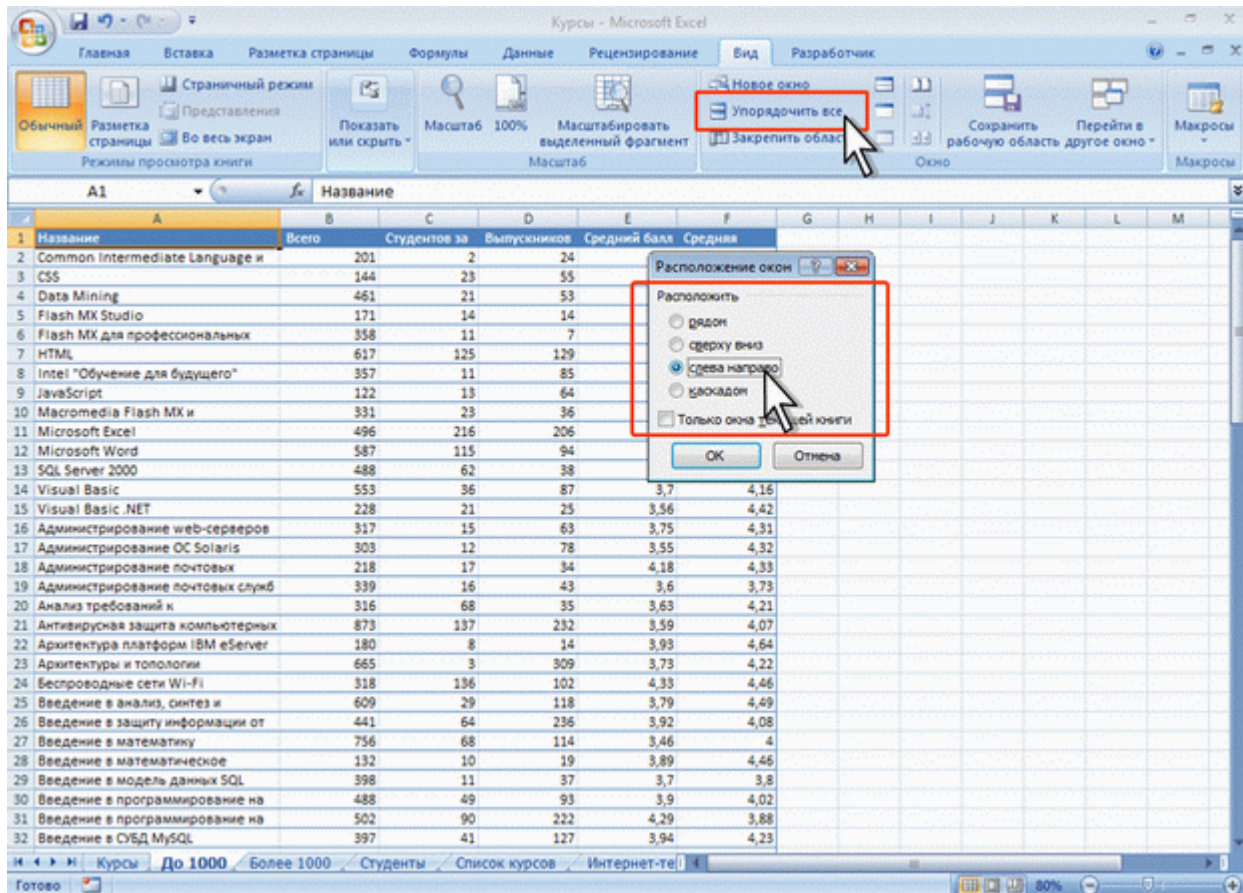 Курсы - Microsoft Excel
Главная Вставка Разметка страницы Формулы Данные Рецензирование Вид Разработчик
Обычный
Разметка страницы
Страничный режим
Представления
Во весь экран
Режимы просмотра книги
Показать или скрыть
Масштаб
100%
Масштабировать выделенный фрагмент
Масштаб
Новое окно
Упорядочить все
Закрепить облас
Сохранить рабочую область
Перейти в другое окно
Окно
Макросы
Макросы
A1 fx Название
A B C D E F G H I J K L M
1 Название Всего Студентов за Выпускников Средний балл Средняя
2 Common Intermediate Language и 201 2 24
3 CSS 144 23 55
4 Data Mining 461 21 53
5 Flash MX Studio 171 14 14
6 Flash MX для профессиональных 358 11 7
7 HTML 617 125 129
8 Intel "Обучение для будущего" 357 11 85
9 JavaScript 122 13 64
10 Macromedia Flash MX и 331 23 36
11 Microsoft Excel 496 216 206
12 Microsoft Word 587 115 94
13 SQL Server 2000 488 62 38
14 Visual Basic 553 36 87 3,7 4,16
15 Visual Basic .NET 228 21 25 3,56 4,42
16 Администрирование web-серверов 317 15 63 3,75 4,31
17 Администрирование ОС Solaris 303 12 78 3,55 4,32
18 Администрирование почтовых 218 17 34 4,18 4,33
19 Администрирование почтовых служб 339 16 43 3,6 3,73
20 Анализ требований к 316 68 35 3,63 4,21
21 Антивирусная защита компьютерных 873 137 232 3,59 4,07
22 Архитектура платформ IBM eServer 180 8 14 3,93 4,64
23 Архитектуры и топологии 665 3 309 3,73 4,22
24 Беспроводные сети Wi-Fi 318 136 102 4,33 4,46
25 Введение в анализ, синтез и 609 29 118 3,79 4,49
26 Введение в защиту информации от 441 64 236 3,92 4,08
27 Введение в математику 756 68 114 3,46 4
28 Введение в математическое 132 10 19 3,89 4,46
29 Введение в модель данных SQL 398 11 37 3,7 3,8
30 Введение в программирование на 488 49 93 3,9 4,02
31 Введение в программирование на 502 90 222 4,29 3,88
32 Введение в СУБД MySQL 397 41 127 3,94 4,23
Расположение окон
Расположить
рядом
сверху вниз
слева направо
каскадом
Только окна текущей книги
ОК Отмена
Курсы До 1000 Более 1000 Студенты Список курсов Интернет-те
Готово 80%